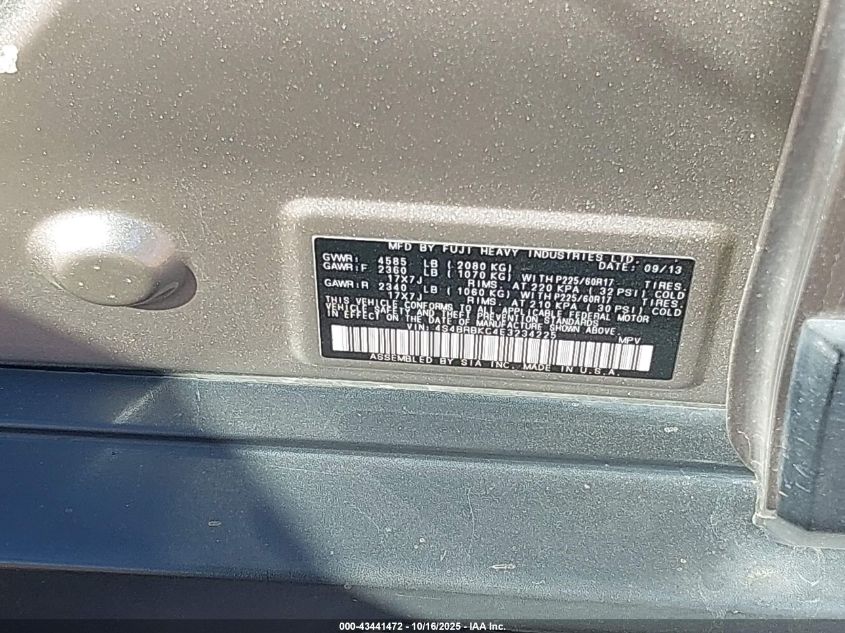 MFD BY FUJI HEAVY INDUSTRIES LTD.
GVWR: 4585 LB (2080 KG) DATE: 09/13
GAWR:F 2360 LB (1070 KG) WITH P225/60R17 TIRES,
17X7J RIMS, AT 220 KPA (32 PSI) COLD
GAWR:R 2340 LB (1060 KG) WITH P225/60R17 TIRES,
17X7J RIMS, AT 210 KPA (30 PSI) COLD
THIS VEHICLE CONFORMS TO ALL APPLICABLE FEDERAL MOTOR
VEHICLE SAFETY STANDARDS
IN EFFECT ON THE DATE OF MANUFACTURE SHOWN ABOVE.
VIN: 4S4BRBKC4E3234225 MPV
ASSEMBLED BY SIA INC. MADE IN U.S.A.
000-43441472 - 10/16/2025 - IAA Inc.